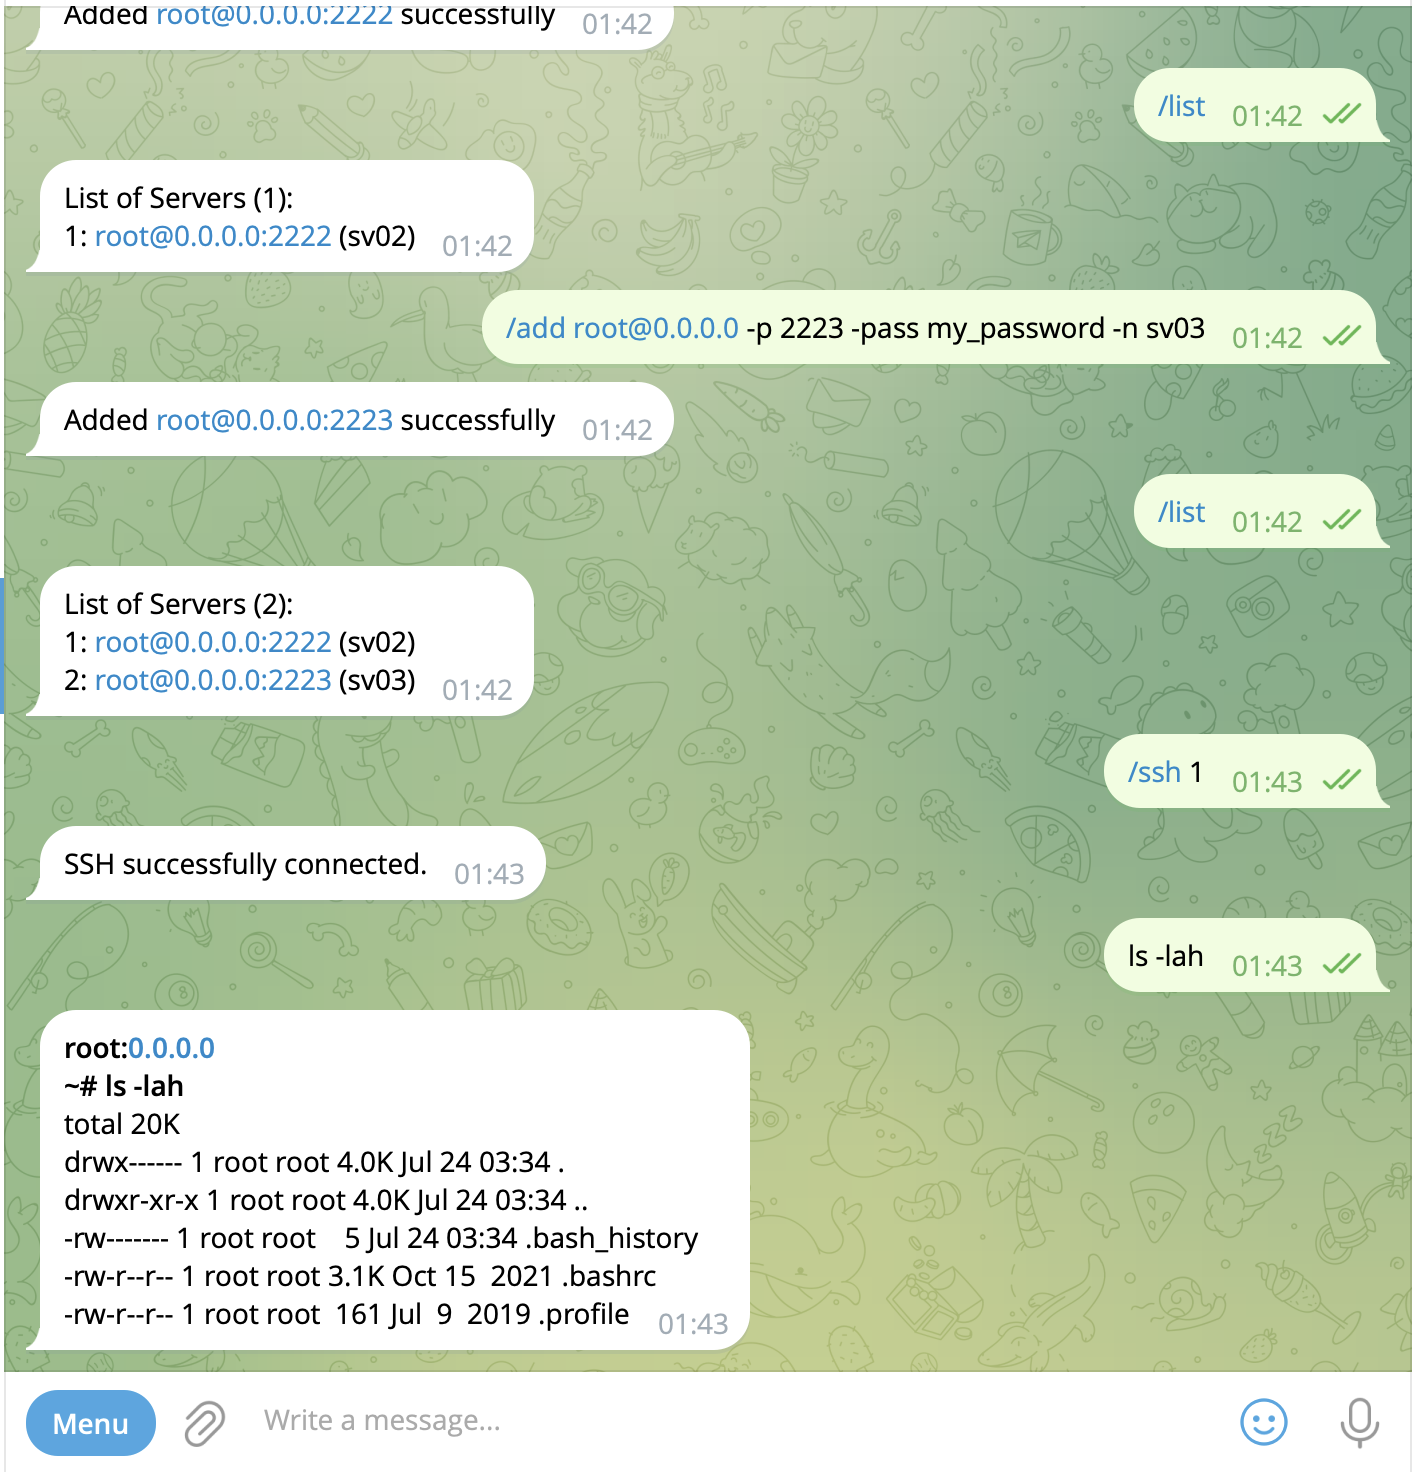 Added root@0.0.0.0:2222 successfully 01:42
/list 01:42
List of Servers (1):
1: root@0.0.0.0:2222 (sv02) 01:42
/add root@0.0.0.0 -p 2223 -pass my_password -n sv03 01:42
Added root@0.0.0.0:2223 successfully 01:42
/list 01:42
List of Servers (2):
1: root@0.0.0.0:2222 (sv02)
2: root@0.0.0.0:2223 (sv03) 01:42
/ssh 1 01:43
SSH successfully connected. 01:43
ls -lah 01:43
root:0.0.0.0
~# ls -lah
total 20K
drwx------ 1 root root 4.0K Jul 24 03:34 .
drwxr-xr-x 1 root root 4.0K Jul 24 03:34 ..
-rw------- 1 root root    5 Jul 24 03:34 .bash_history
-rw-r--r-- 1 root root 3.1K Oct 15  2021 .bashrc
-rw-r--r-- 1 root root  161 Jul  9  2019 .profile 01:43
Menu Write a message...